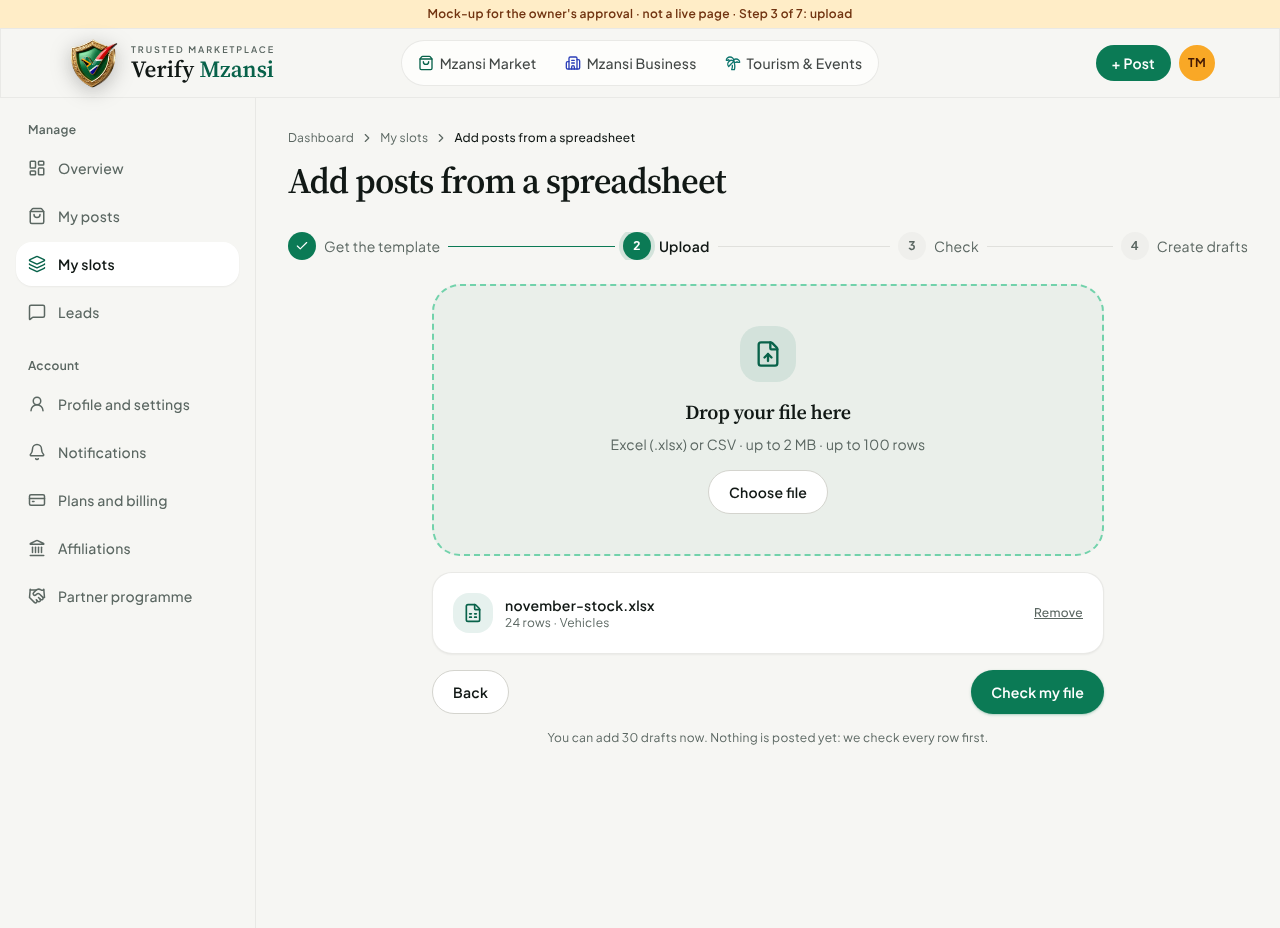 Mock-up for the owner's approval · not a live page · Step 3 of 7: upload
TRUSTED MARKETPLACE
Verify Mzansi
Mzansi Market
Mzansi Business
Tourism & Events
+ Post
TM
Manage
Overview
My posts
My slots
Leads
Account
Profile and settings
Notifications
Plans and billing
Affiliations
Partner programme
Dashboard
My slots
Add posts from a spreadsheet
Add posts from a spreadsheet
Get the template
2
Upload
3
Check
4
Create drafts
Drop your file here
Excel (.xlsx) or CSV · up to 2 MB · up to 100 rows
Choose file
november-stock.xlsx
24 rows · Vehicles
Remove
Back
Check my file
You can add 30 drafts now. Nothing is posted yet: we check every row first.